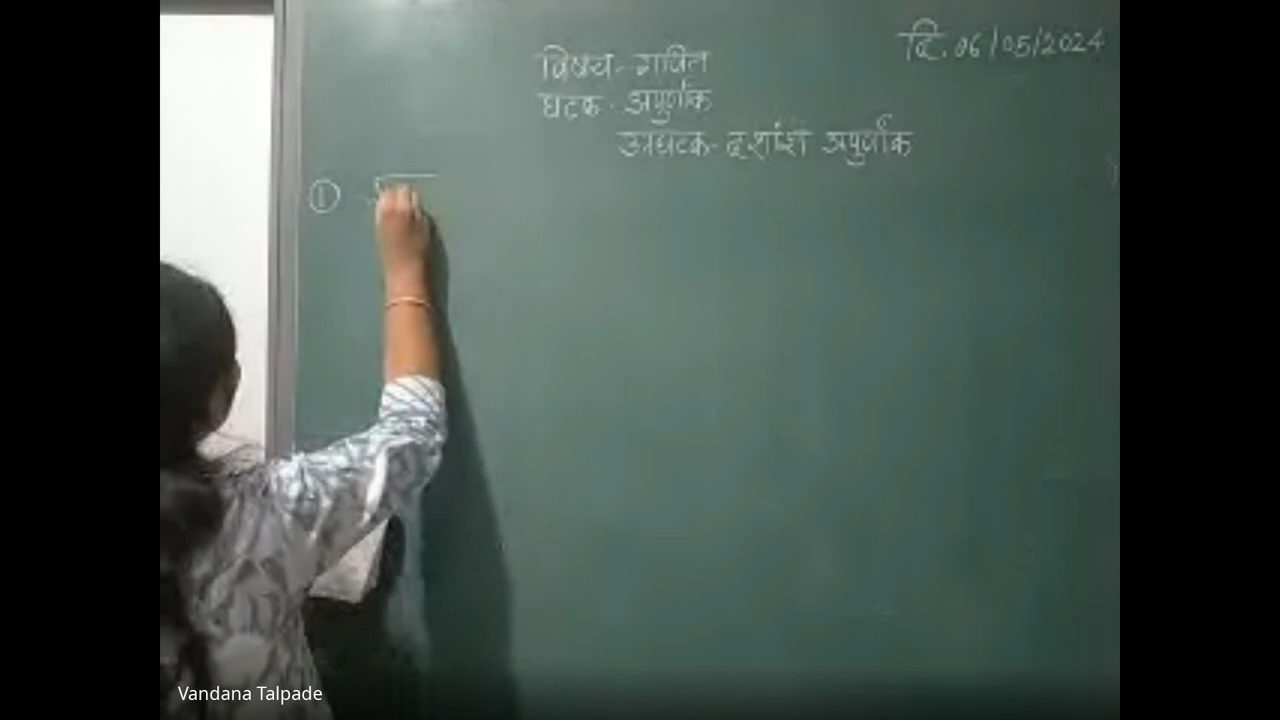 दि. 06/05/2024
विषय - गणित
घटक - अपुर्णांक
उपघटक - दशांश अपुर्णांक
①
Vandana Talpade